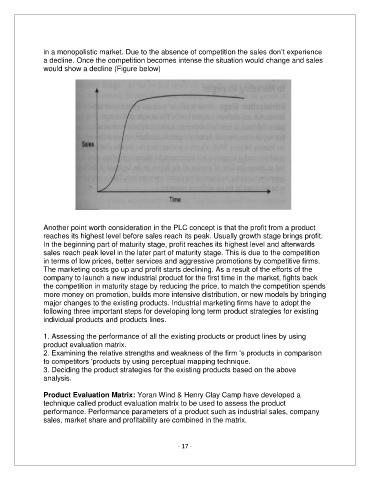 in a monopolistic market. Due to the absence of competition the sales don't experience
a decline. Once the competition becomes intense the situation would change and sales
would show a decline (Figure below)
Sales
Time
Another point worth consideration in the PLC concept is that the profit from a product
reaches its highest level before sales reach its peak. Usually growth stage brings profit.
In the beginning part of maturity stage, profit reaches its highest level and afterwards
sales reach peak level in the later part of maturity stage. This is due to the competition
in terms of low prices, better services and aggressive promotions by competitive firms.
The marketing costs go up and profit starts declining. As a result of the efforts of the
company to launch a new industrial product for the first time in the market, fights back
the competition in maturity stage by reducing the price, to match the competition spends
more money on promotion, builds more intensive distribution, or new models by bringing
major changes to the existing products. Industrial marketing firms have to adopt the
following three important steps for developing long term product strategies for existing
individual products and products lines.
1. Assessing the performance of all the existing products or product lines by using
product evaluation matrix.
2. Examining the relative strengths and weakness of the firm 's products in comparison
to competitors 'products by using perceptual mapping technique.
3. Deciding the product strategies for the existing products based on the above
analysis.
Product Evaluation Matrix: Yoran Wind & Henry Clay Camp have developed a
technique called product evaluation matrix to be used to assess the product
performance. Performance parameters of a product such as industrial sales, company
sales, market share and profitability are combined in the matrix.
- 17 -